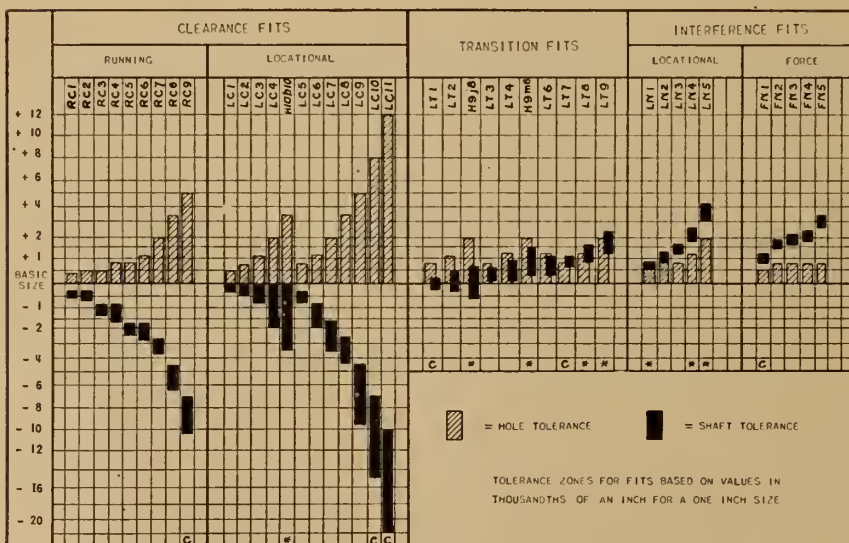 CLEARANCE FITS
INTERFERENCE FITS
TRANSITION FITS
RUNNING
LOCATIONAL
LOCATIONAL
FORCE
RC1 RC2 RC3 RC4 RC5 RC6 RC7 RC8 RC9
LC1 LC2 LC3 LC4 H10b10 LC5 LC6 LC7 LC8 LC9 LC10 LC11
LT1 LT2 H9j8 LT3 LT4 H9m8 LT6 LT7 LT8 LT9
LN1 LN2 LN3 LN4 LN5
FN1 FN2 FN3 FN4 FN5
+ 12
+ 10
+ 8
+ 6
+ 4
+ 2
+ 1
BASIC
SIZE
- 1
- 2
- 4
- 6
- 8
- 10
- 12
- 16
- 20
C * C * C * * * * * C
= HOLE TOLERANCE
= SHAFT TOLERANCE
TOLERANCE ZONES FOR FITS BASED ON VALUES IN
THOUSANDTHS OF AN INCH FOR A ONE INCH SIZE
C * C C